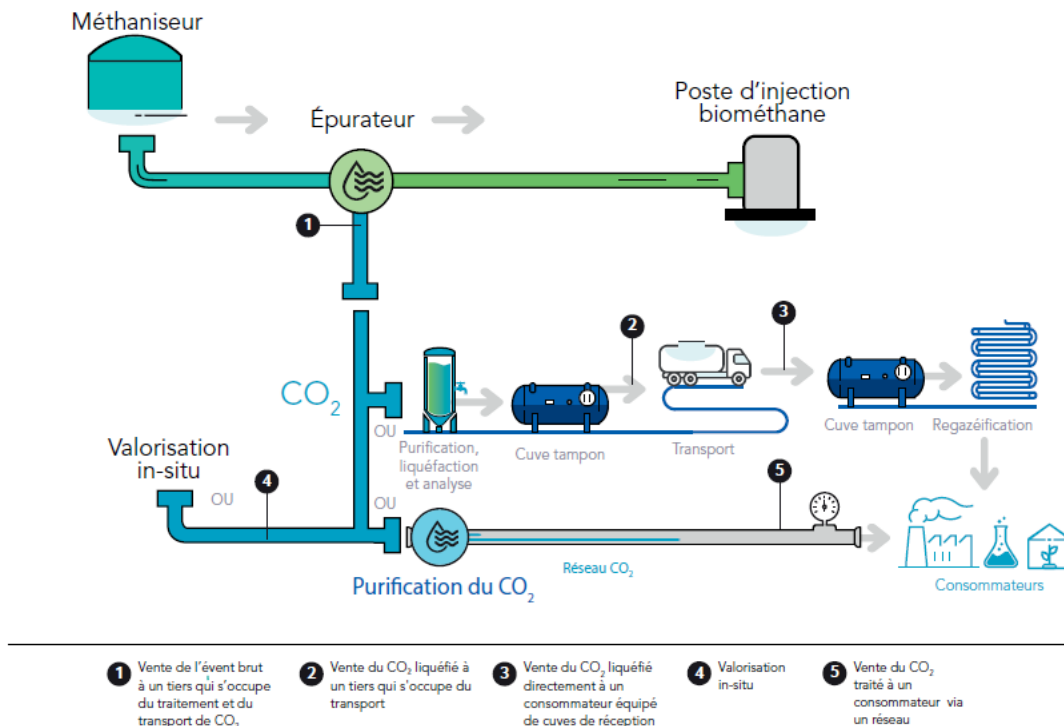 Méthaniseur
Épurateur
Poste d’injection
biométhane
1
2
3
CO₂
OU
Purification,
liquéfaction
et analyse
Cuve tampon
Transport
Cuve tampon
Regazéification
Valorisation
in-situ
OU
4
OU
5
Réseau CO₂
Purification du CO₂
Consommateurs
1 Vente de l’évent brut
à un tiers qui s’occupe
du traitement et du
transport de CO₂
2 Vente du CO₂ liquéfié à
un tiers qui s'occupe du
transport
3 Vente du CO₂ liquéfié
directement à un
consommateur équipé
de cuves de réception
4 Valorisation
in-situ
5 Vente du CO₂
traité à un
consommateur via
un réseau